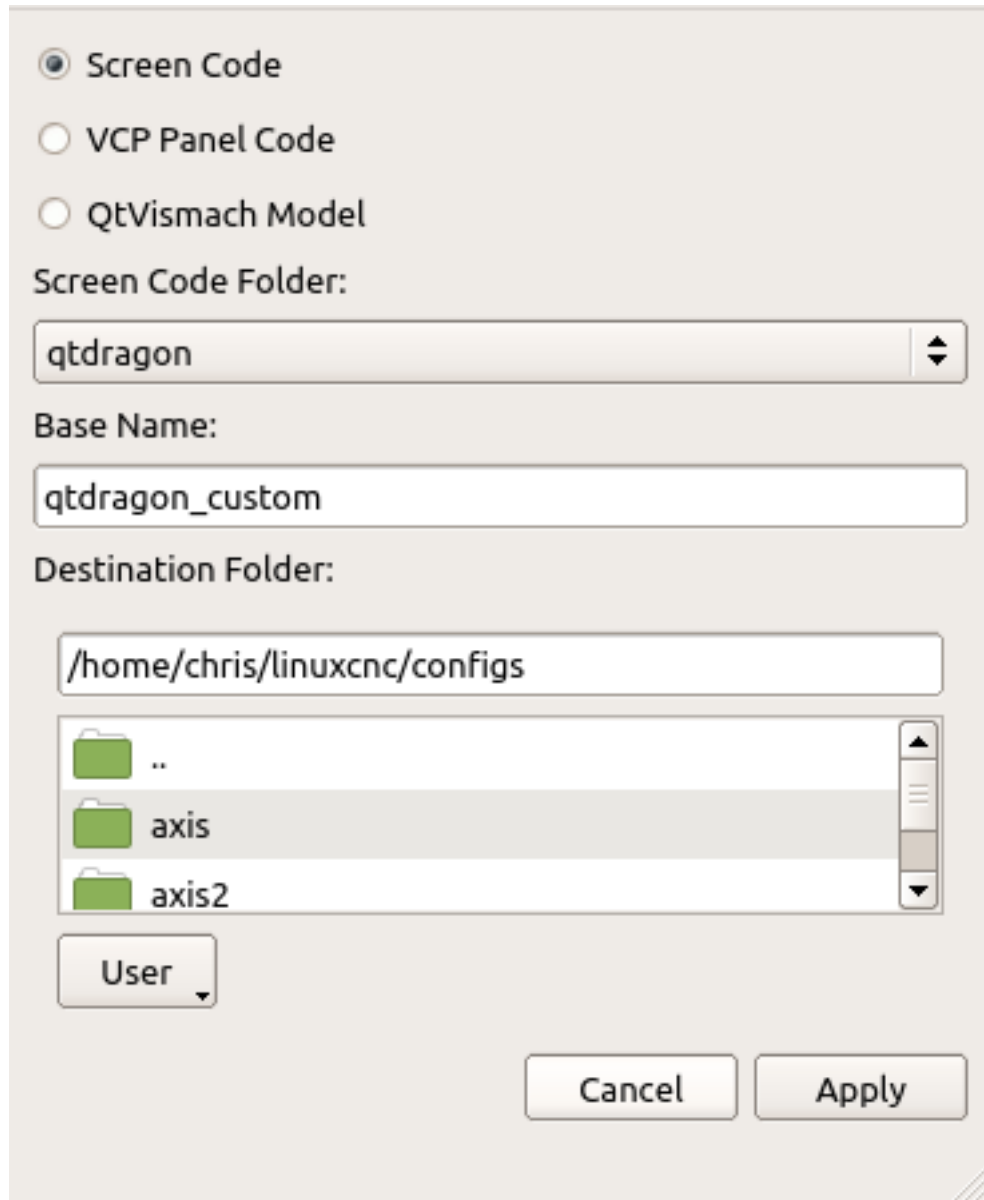 Screen Code
VCP Panel Code
QtVismach Model
Screen Code Folder:
qtdragon
Base Name:
qtdragon_custom
Destination Folder:
/home/chris/linuxcnc/configs
..
axis
axis2
User
Cancel Apply